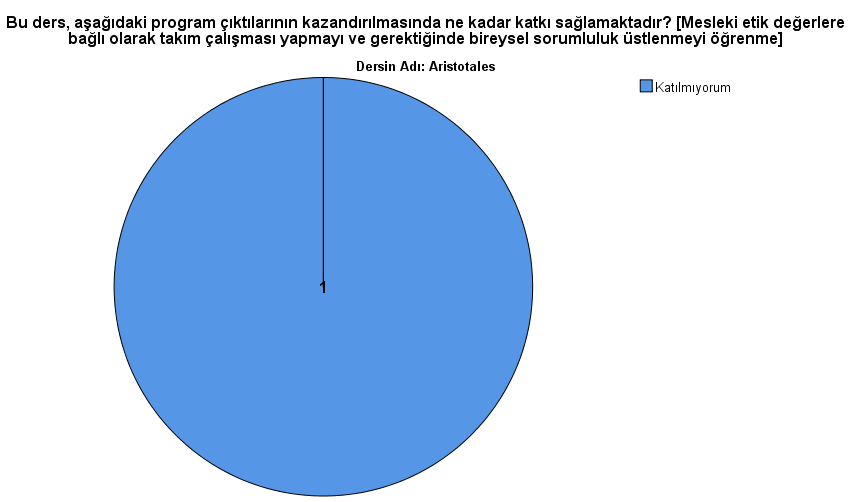 Bu ders, aşağıdaki program çıktılarının kazandırılmasında ne kadar katkı sağlamaktadır? [Mesleki etik değerlere
bağlı olarak takım çalışması yapmayı ve gerektiğinde bireysel sorumluluk üstlenmeyi öğrenme]
Dersin Adı: Aristotales
Katılmıyorum
1